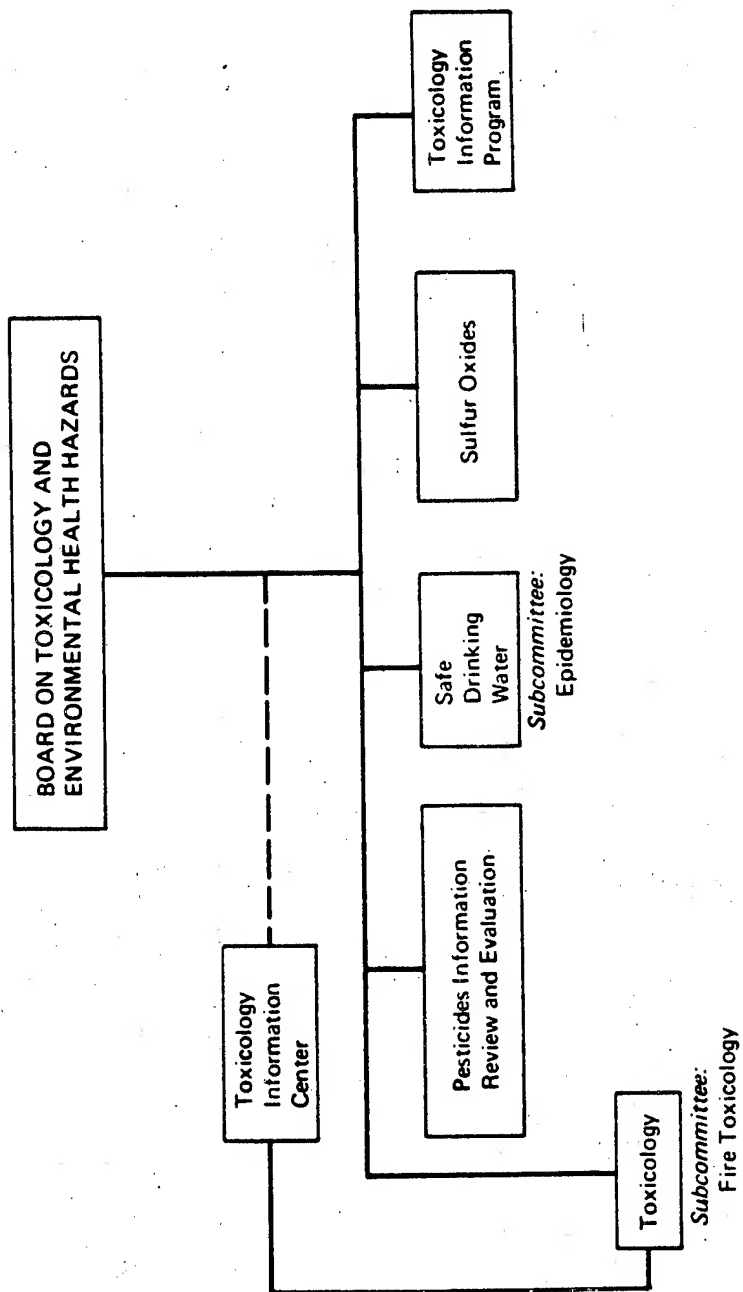 BOARD ON TOXICOLOGY AND
ENVIRONMENTAL HEALTH HAZARDS
Toxicology
Information
Center
Pesticides Information
Review and Evaluation
Safe
Drinking
Water
Subcommittee:
Epidemiology
Sulfur Oxides
Toxicology
Information
Program
Toxicology
Subcommittee:
Fire Toxicology